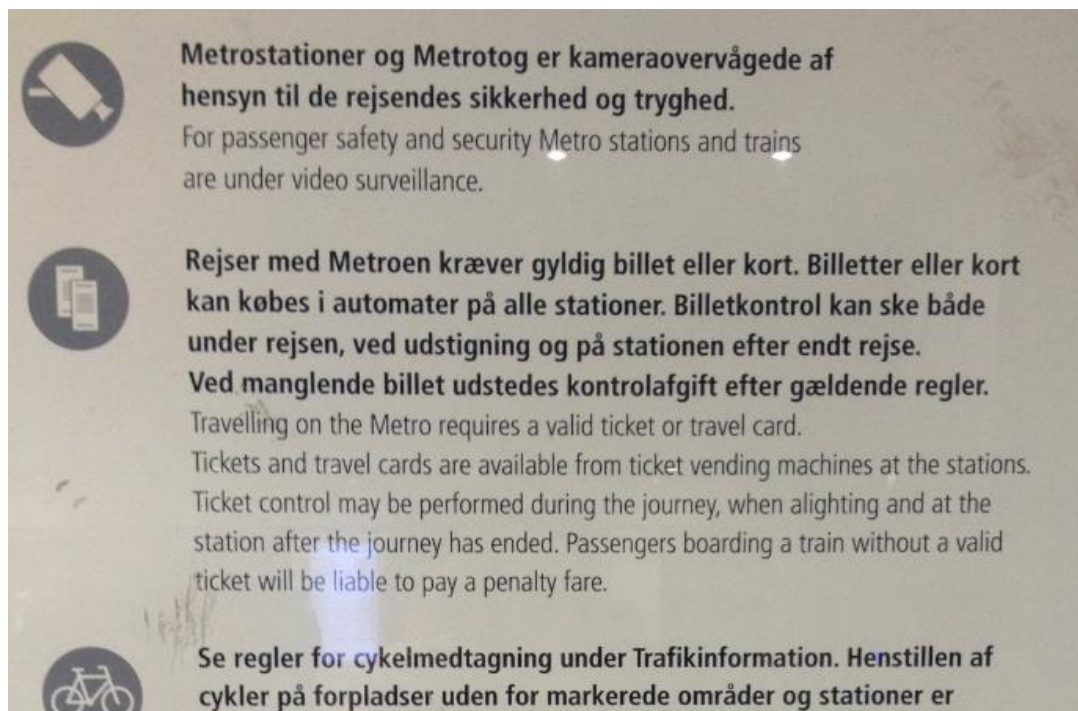 Metrostationer og Metrotog er kameraovervågede af
hensyn til de rejsendes sikkerhed og tryghed.
For passenger safety and security Metro stations and trains
are under video surveillance.
Rejser med Metroen kræver gyldig billet eller kort. Billetter eller kort
kan købes i automater på alle stationer. Billetkontrol kan ske både
under rejsen, ved udstigning og på stationen efter endt rejse.
Ved manglende billet udstedes kontrolafgift efter gældende regler.
Travelling on the Metro requires a valid ticket or travel card.
Tickets and travel cards are available from ticket vending machines at the stations.
Ticket control may be performed during the journey, when alighting and at the
station after the journey has ended. Passengers boarding a train without a valid
ticket will be liable to pay a penalty fare.
Se regler for cykelmedtagning under Trafikinformation. Henstillen af
cykler på forpladser uden for markerede områder og stationer er